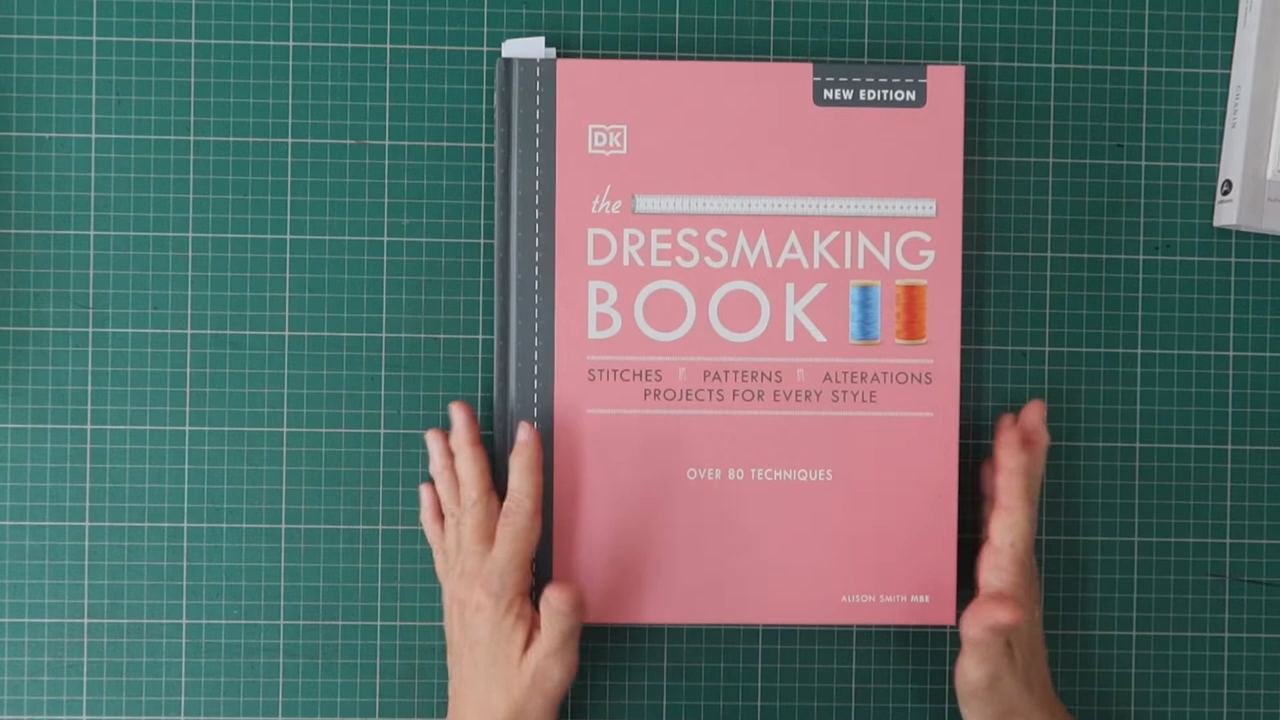 NEW EDITION
DK
the
DRESSMAKING
BOOK
STITCHES PATTERNS ALTERATIONS
PROJECTS FOR EVERY STYLE
OVER 80 TECHNIQUES
ALISON SMITH MBE
CHANIN